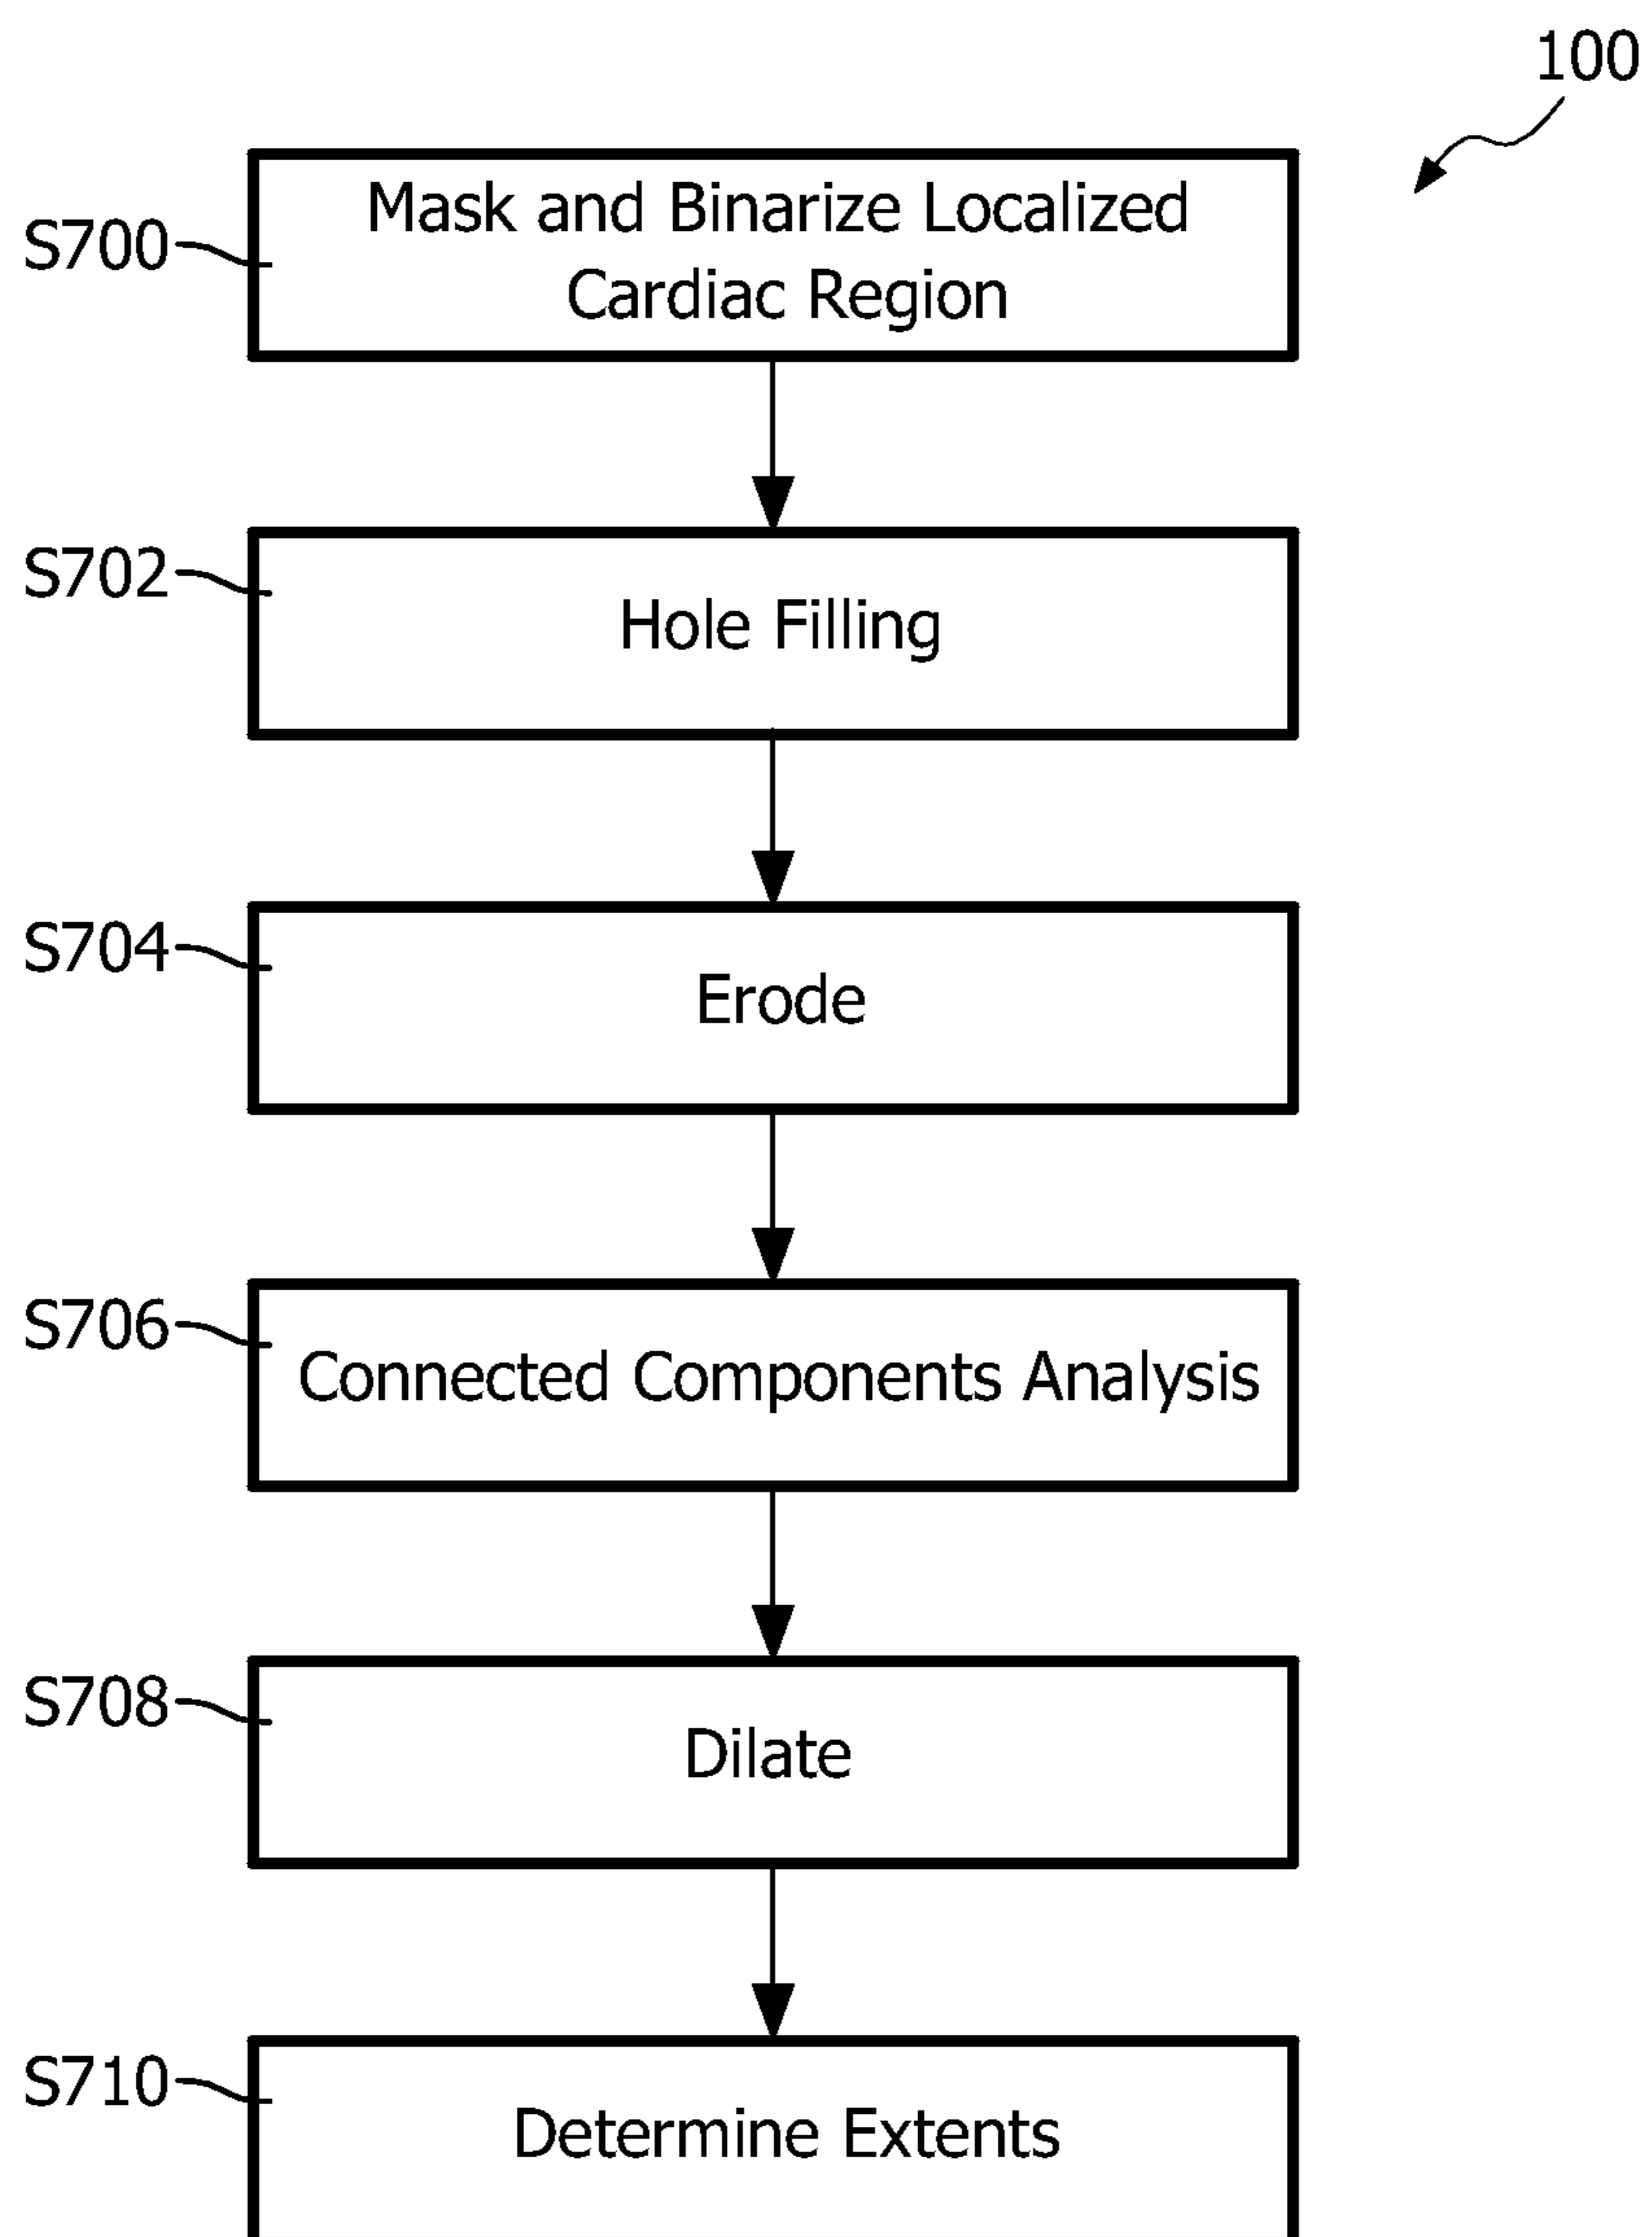 100
S700
Mask and Binarize Localized
Cardiac Region
S702
Hole Filling
S704
Erode
S706
Connected Components Analysis
S708
Dilate
S710
Determine Extents